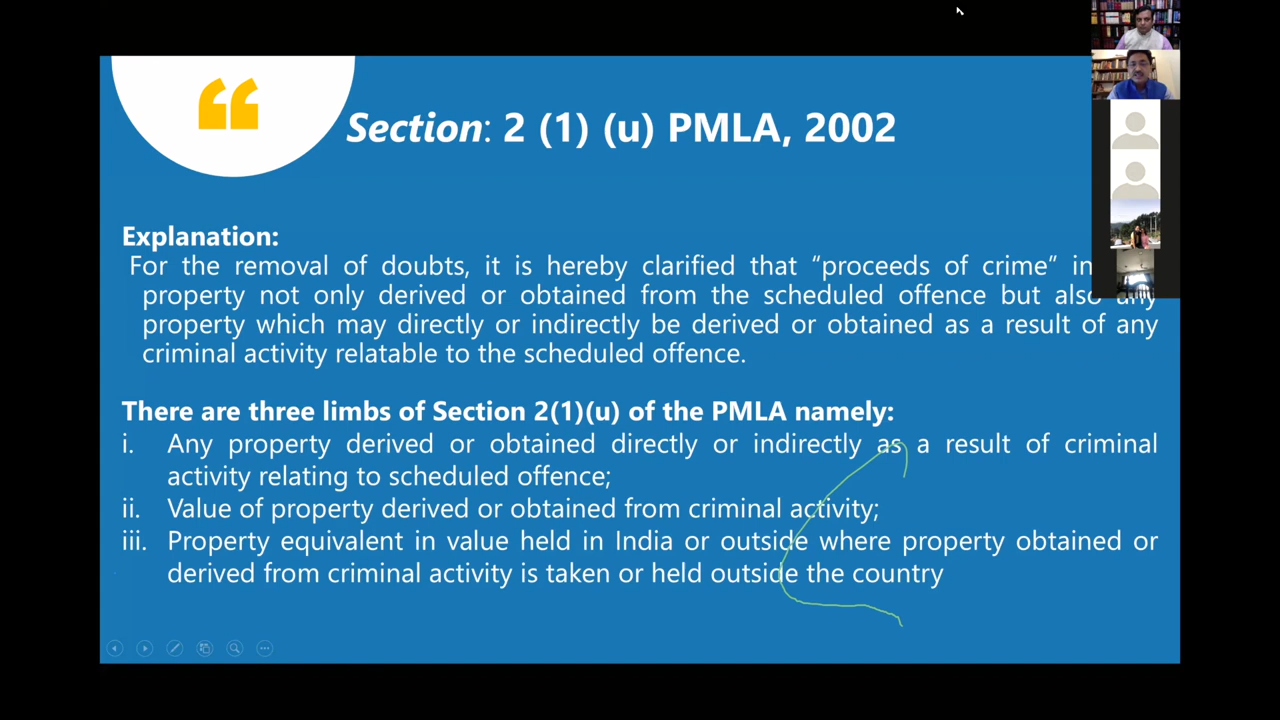 Section: 2 (1) (u) PMLA, 2002
Explanation:
For the removal of doubts, it is hereby clarified that “proceeds of crime” in
property not only derived or obtained from the scheduled offence but also any
property which may directly or indirectly be derived or obtained as a result of any
criminal activity relatable to the scheduled offence.
There are three limbs of Section 2(1)(u) of the PMLA namely:
i. Any property derived or obtained directly or indirectly as a result of criminal
activity relating to scheduled offence;
ii. Value of property derived or obtained from criminal activity;
iii. Property equivalent in value held in India or outside where property obtained or
derived from criminal activity is taken or held outside the country